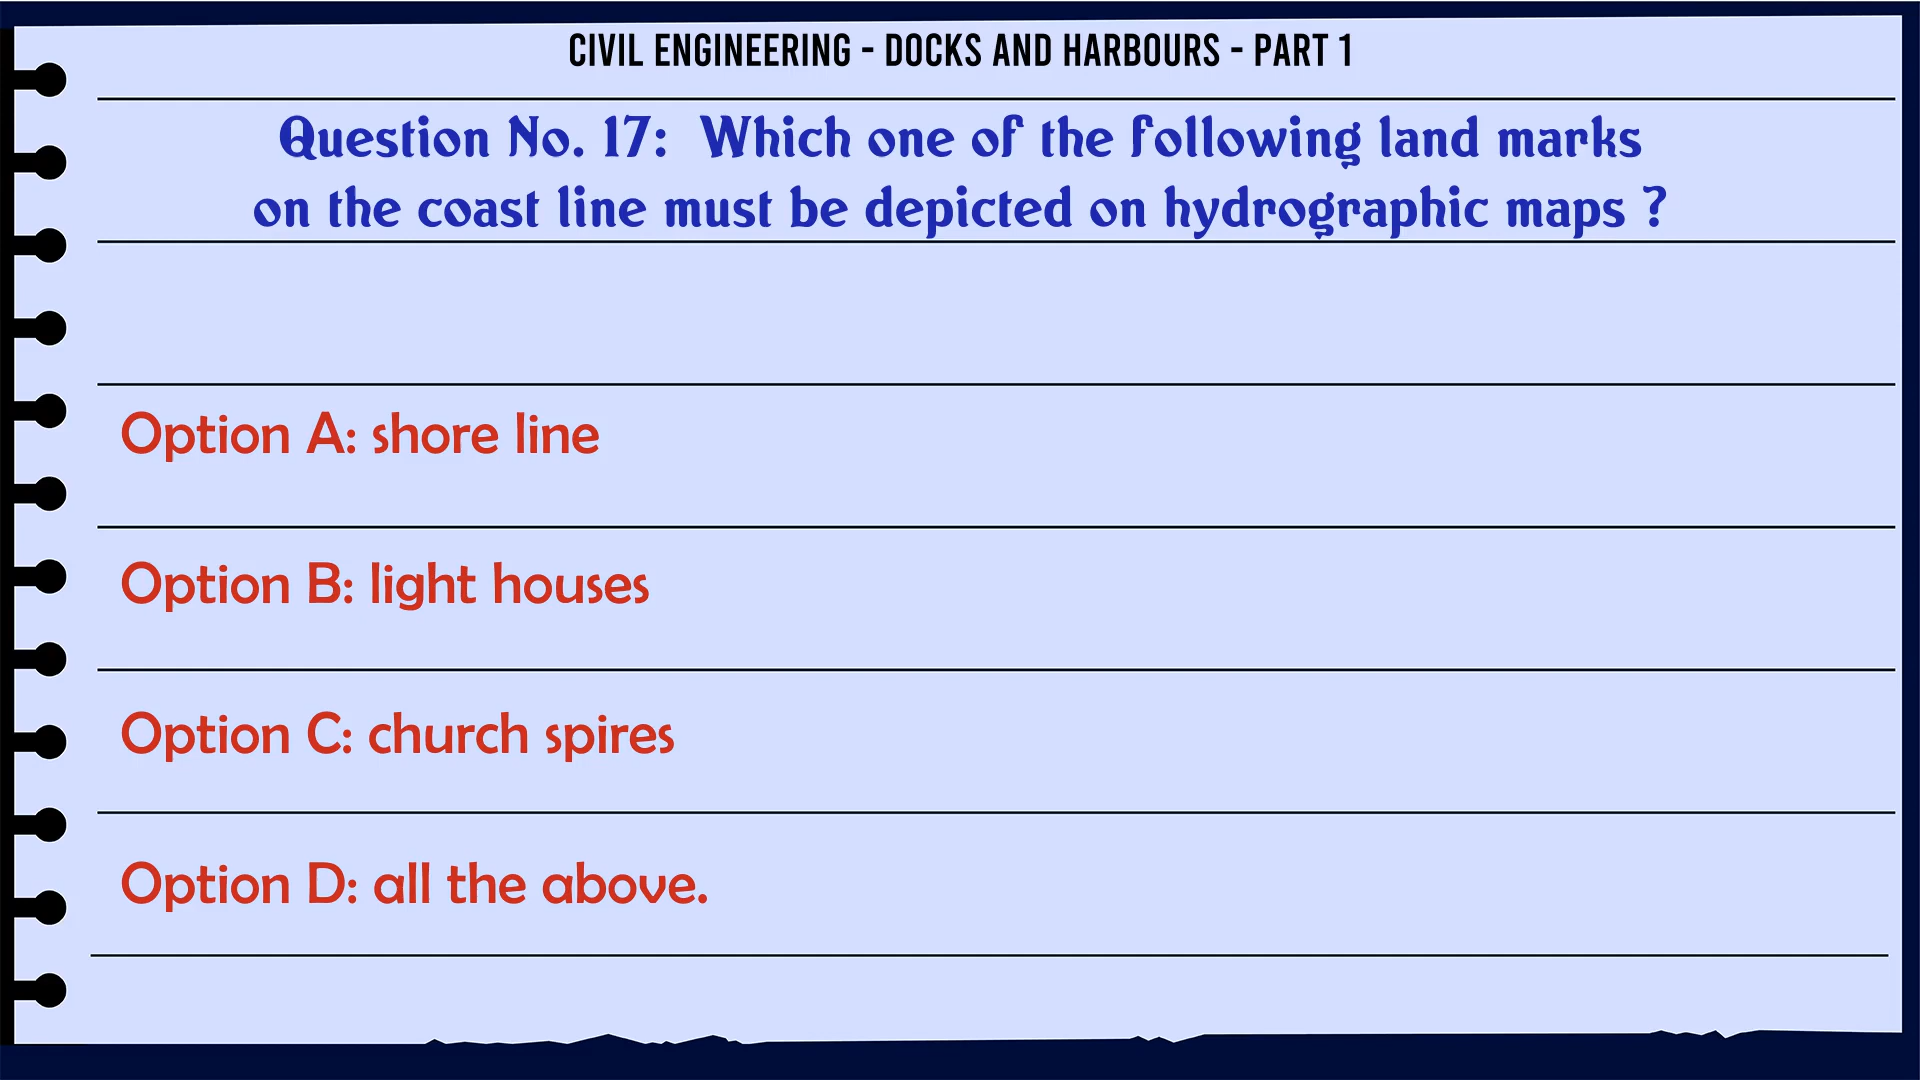 CIVIL ENGINEERING - DOCKS AND HARBOURS - PART 1
Question No. 17: Which one of the following land marks
on the coast line must be depicted on hydrographic maps ?
Option A: shore line
Option B: light houses
Option C: church spires
Option D: all the above.